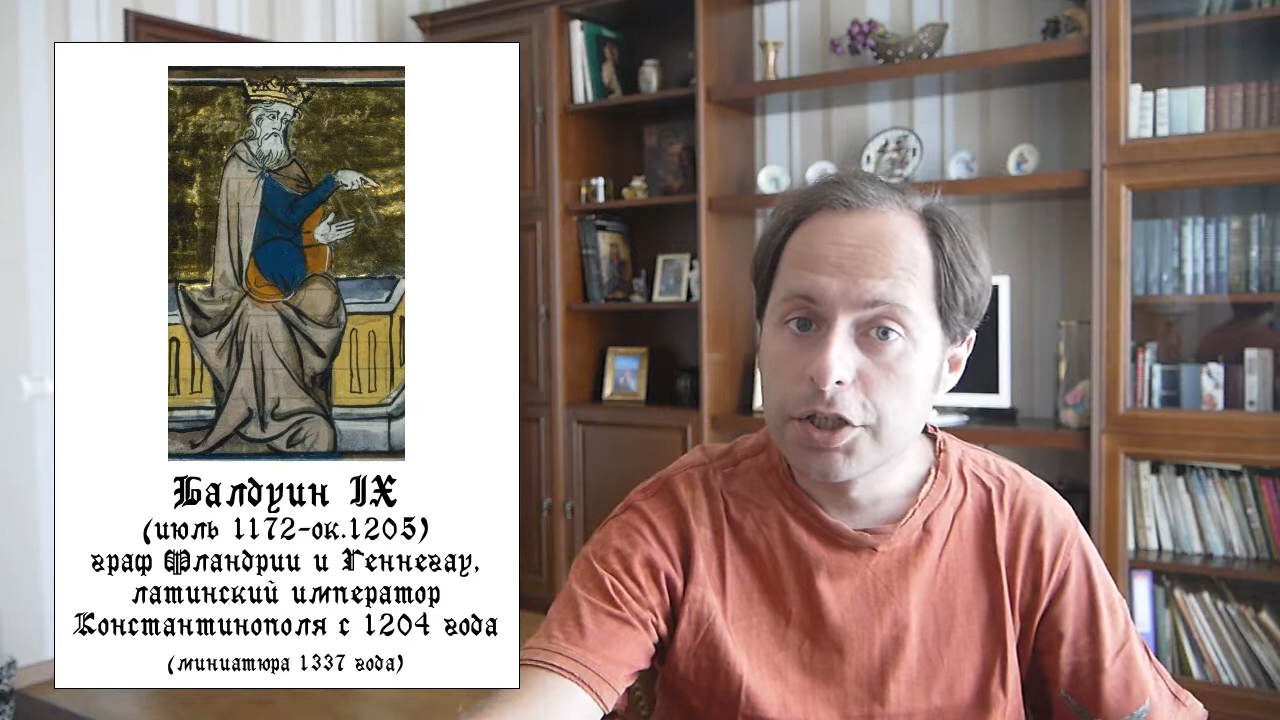 Балдуин IX
(июль 1172-ок.1205)
граф Фландрии и Геннегау,
латинский император
Константинополя с 1204 года
(миниатюра 1337 года)